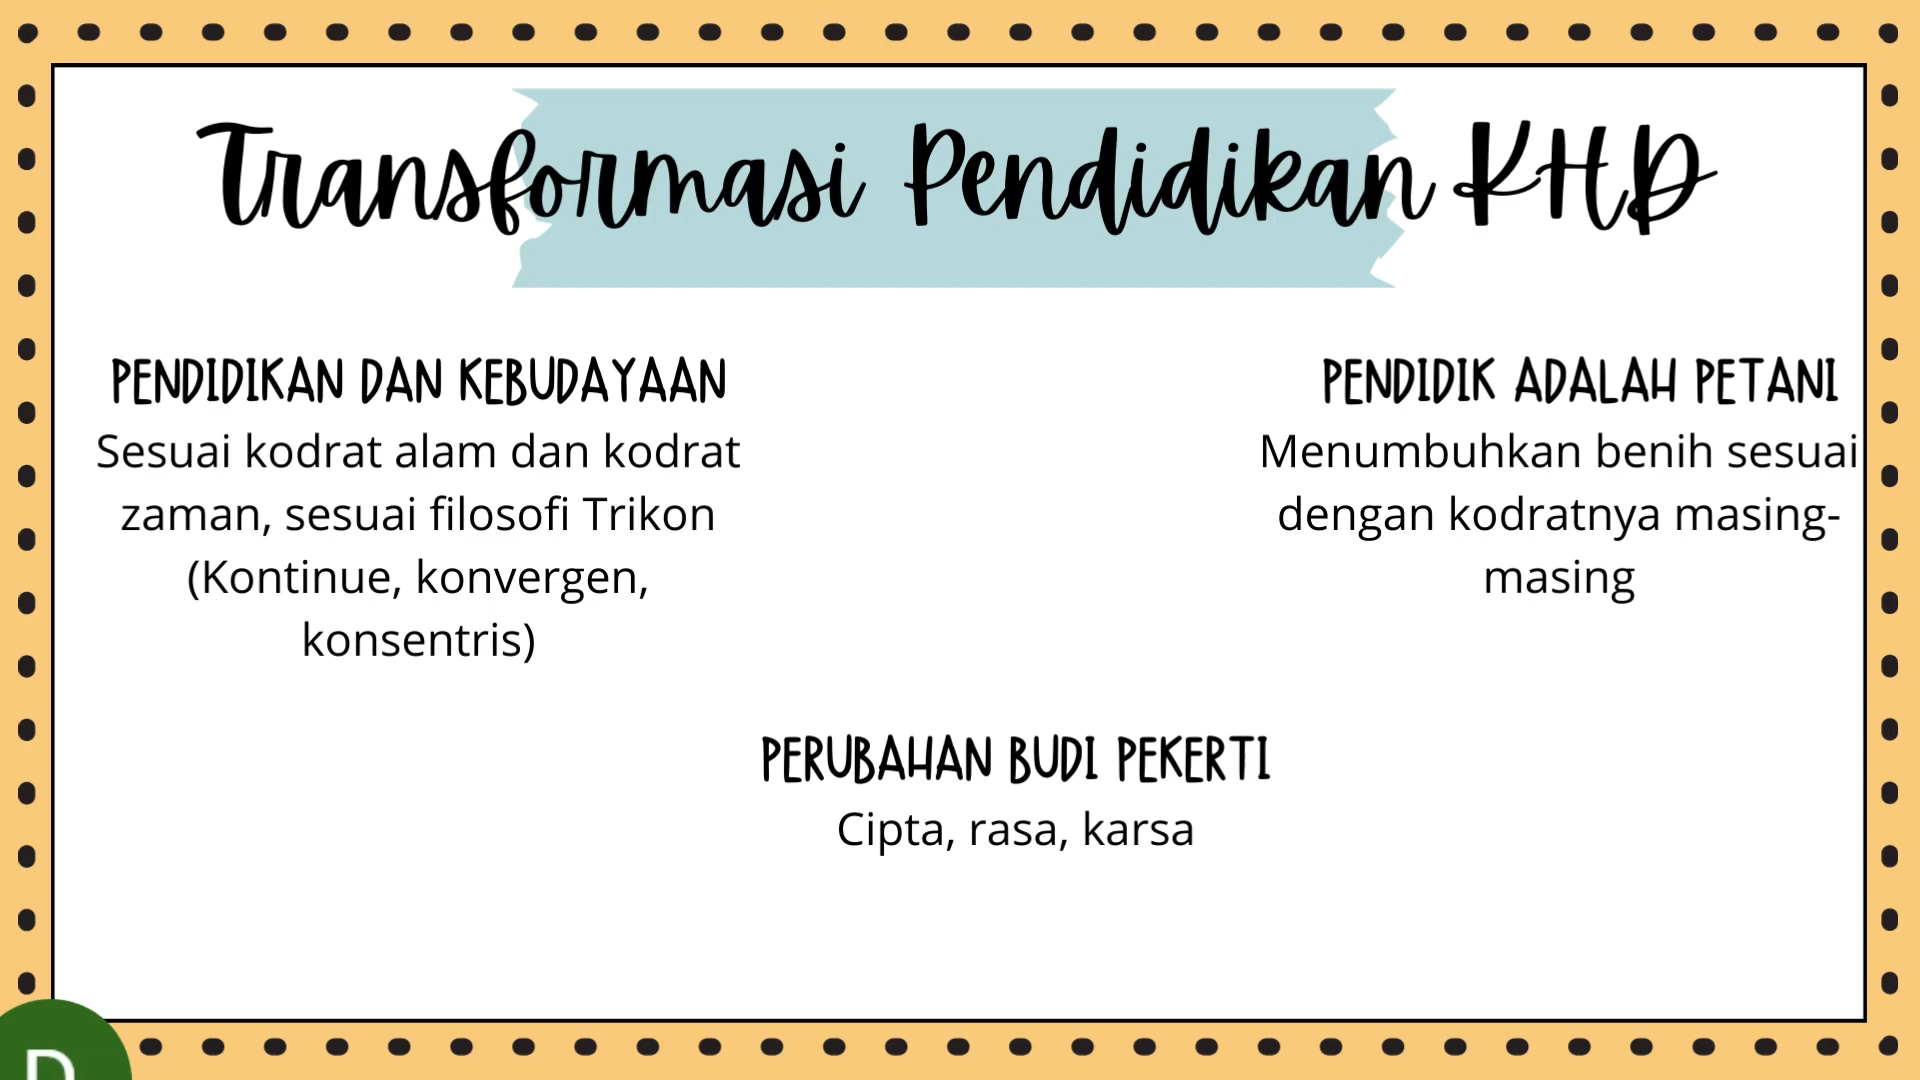 Transformasi Pendidikan KHD
PENDIDIKAN DAN KEBUDAYAAN
Sesuai kodrat alam dan kodrat
zaman, sesuai filosofi Trikon
(Kontinue, konvergen,
konsentris)
PENDIDIK ADALAH PETANI
Menumbuhkan benih sesuai
dengan kodratnya masing-
masing
PERUBAHAN BUDI PEKERTI
Cipta, rasa, karsa
D